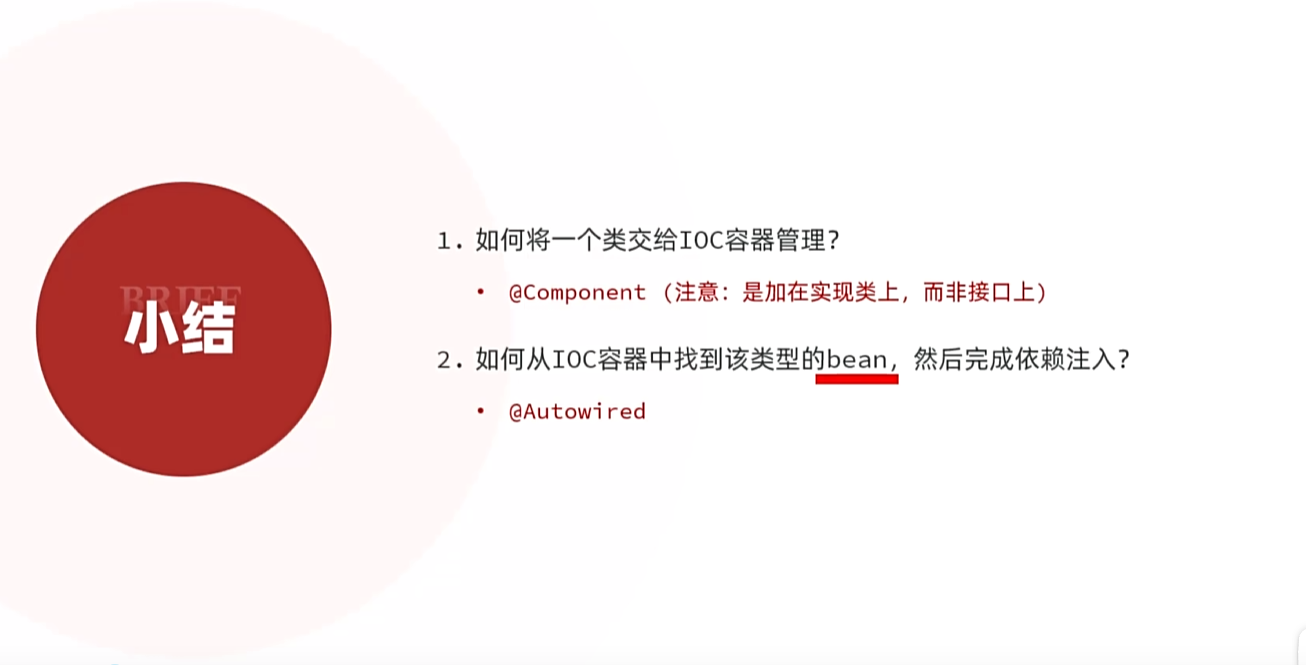 BRIEF
小结
1. 如何将一个类交给IOC容器管理？
• @Component (注意：是加在实现类上，而非接口上)
2. 如何从IOC容器中找到该类型的bean，然后完成依赖注入？
• @Autowired